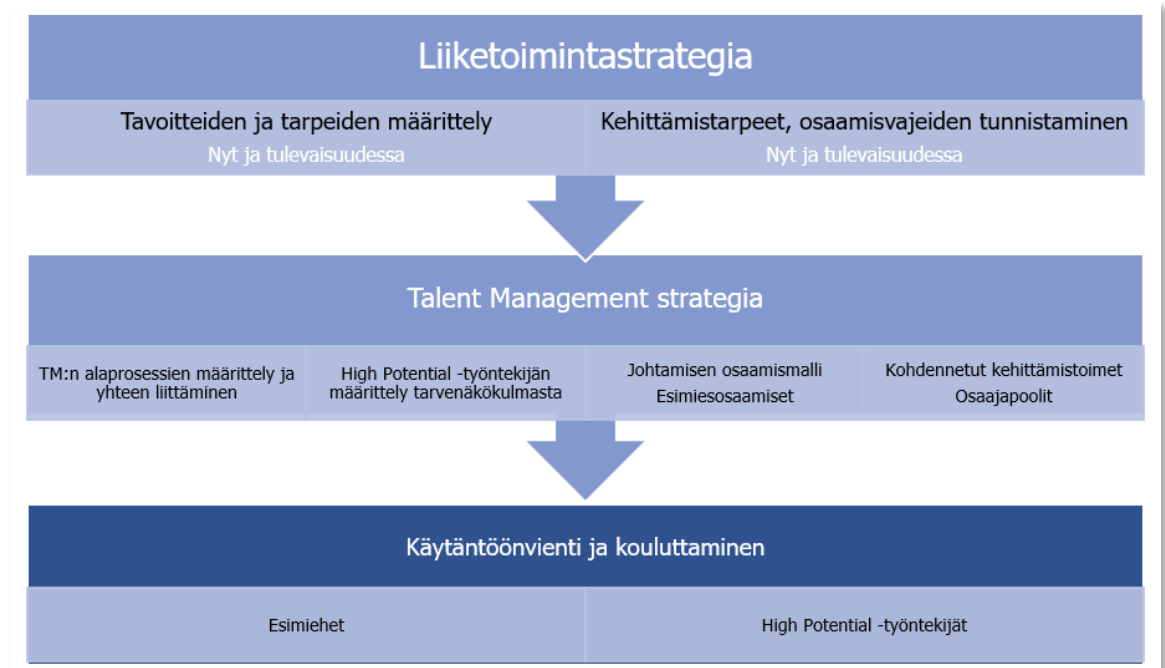 Liiketoimintastrategia
Tavoitteiden ja tarpeiden määrittely
Nyt ja tulevaisuudessa
Kehittämistarpeet, osaamisvajeiden tunnistaminen
Nyt ja tulevaisuudessa
Talent Management strategia
TM:n alaprosessien määrittely ja
yhteen liittäminen
High Potential -työntekijän
määrittely tarvenäkökulmasta
Johtamisen osaamismalli
Esimiesosaamiset
Kohdennetut kehittämistoimet
Osaajapoolit
Käytäntöönvienti ja kouluttaminen
Esimiehet
High Potential -työntekijät